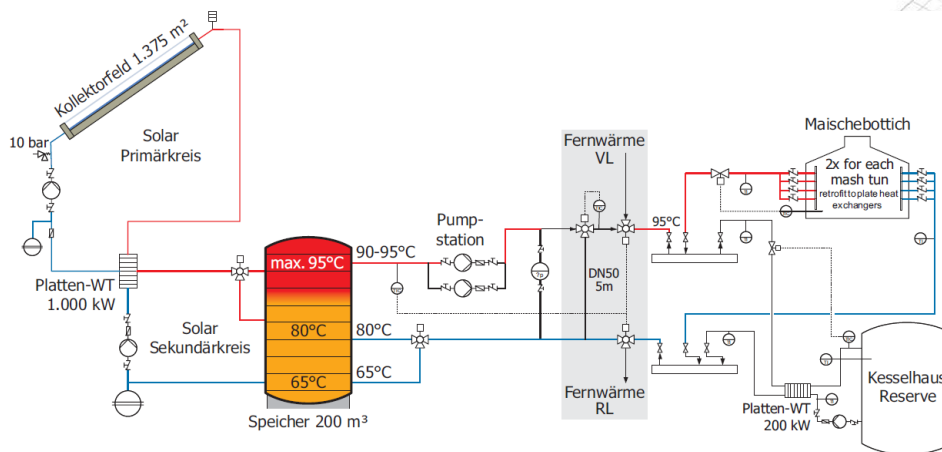 Kollektorfeld 1.375 m²
10 bar
Solar
Primärkreis
Platten-WT
1.000 kW
Solar
Sekundärkreis
max. 95°C
80°C
65°C
Speicher 200 m³
90-95°C
80°C
65°C
Pump-
station
Fernwärme
VL
DN50
5m
Fernwärme
RL
95°C
Maischebottich
2x for each
mash tun
retrofit to plate heat
exchangers
Platten-WT
200 kW
Kesselhaus
Reserve